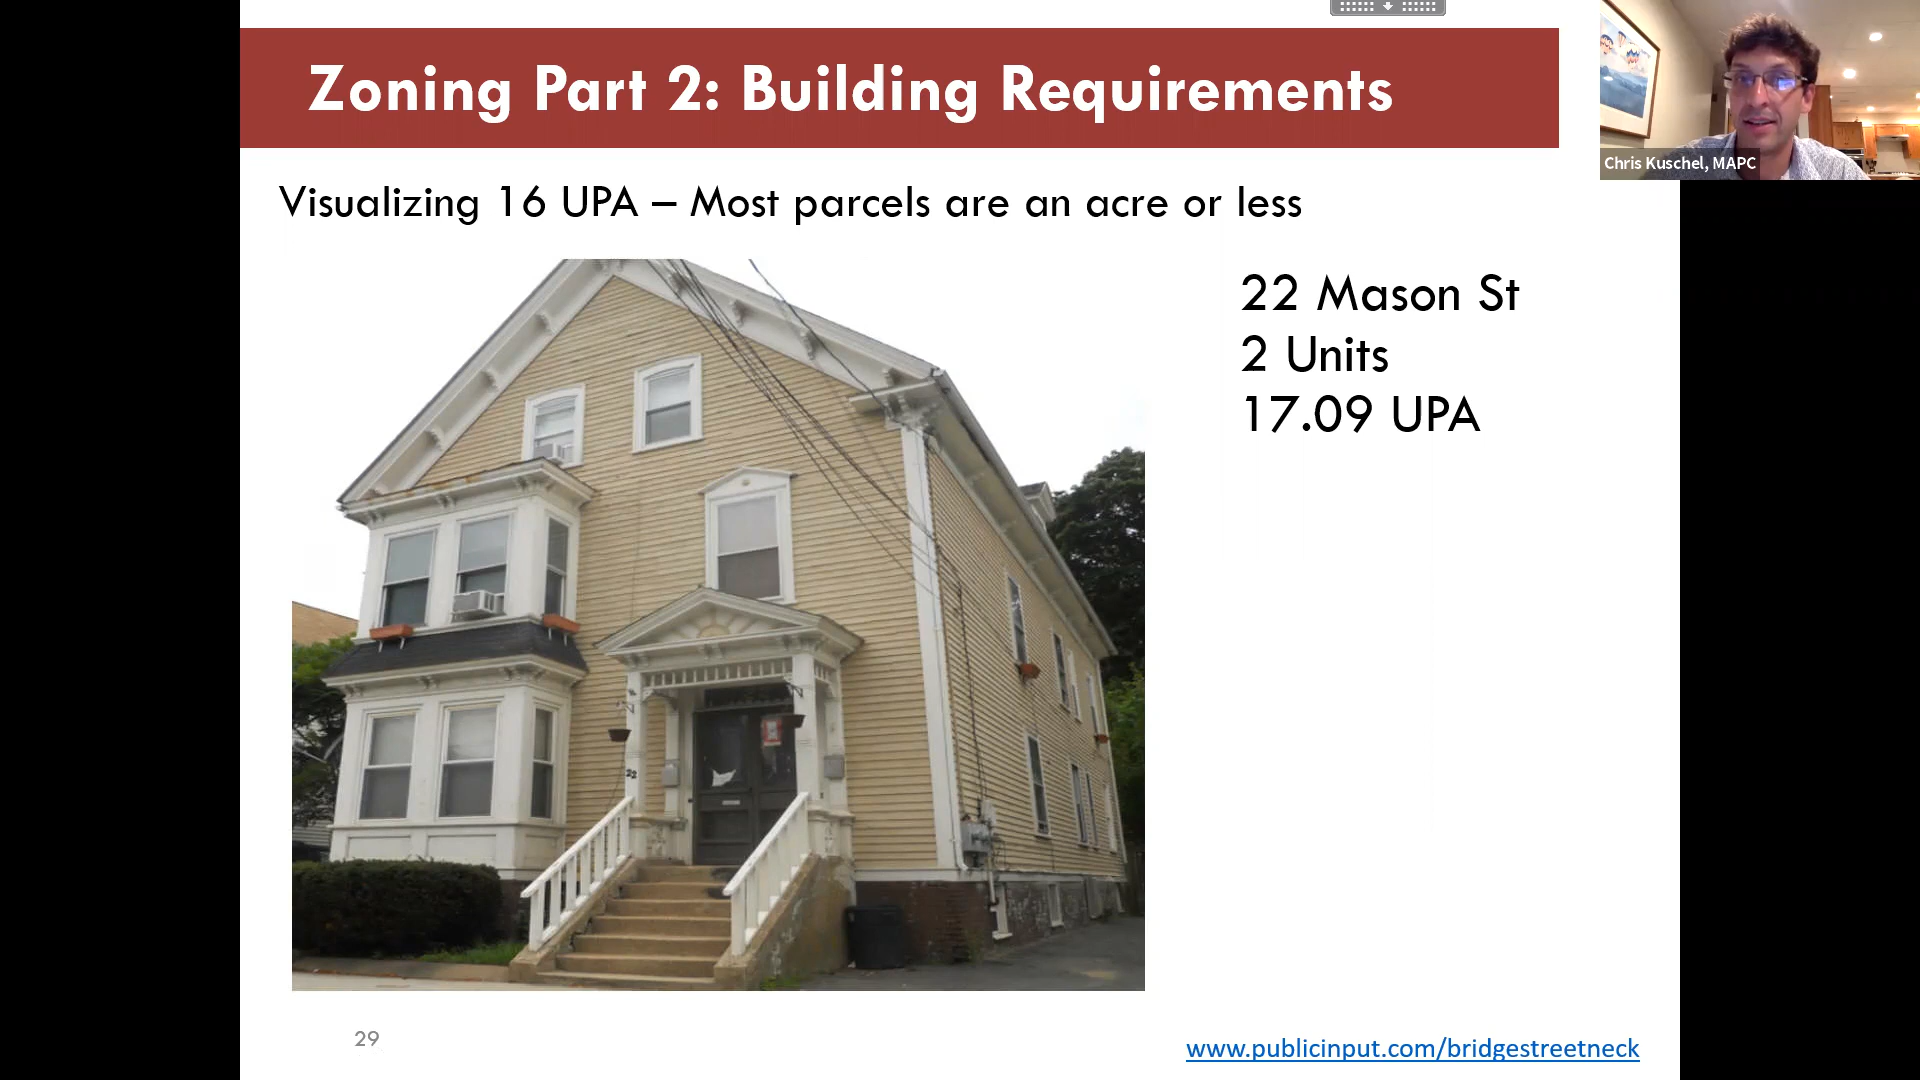 Zoning Part 2: Building Requirements
Chris Kuschel, MAPC
Visualizing 16 UPA – Most parcels are an acre or less
22 Mason St
2 Units
17.09 UPA
22
29
www.publicinput.com/bridgestreetneck